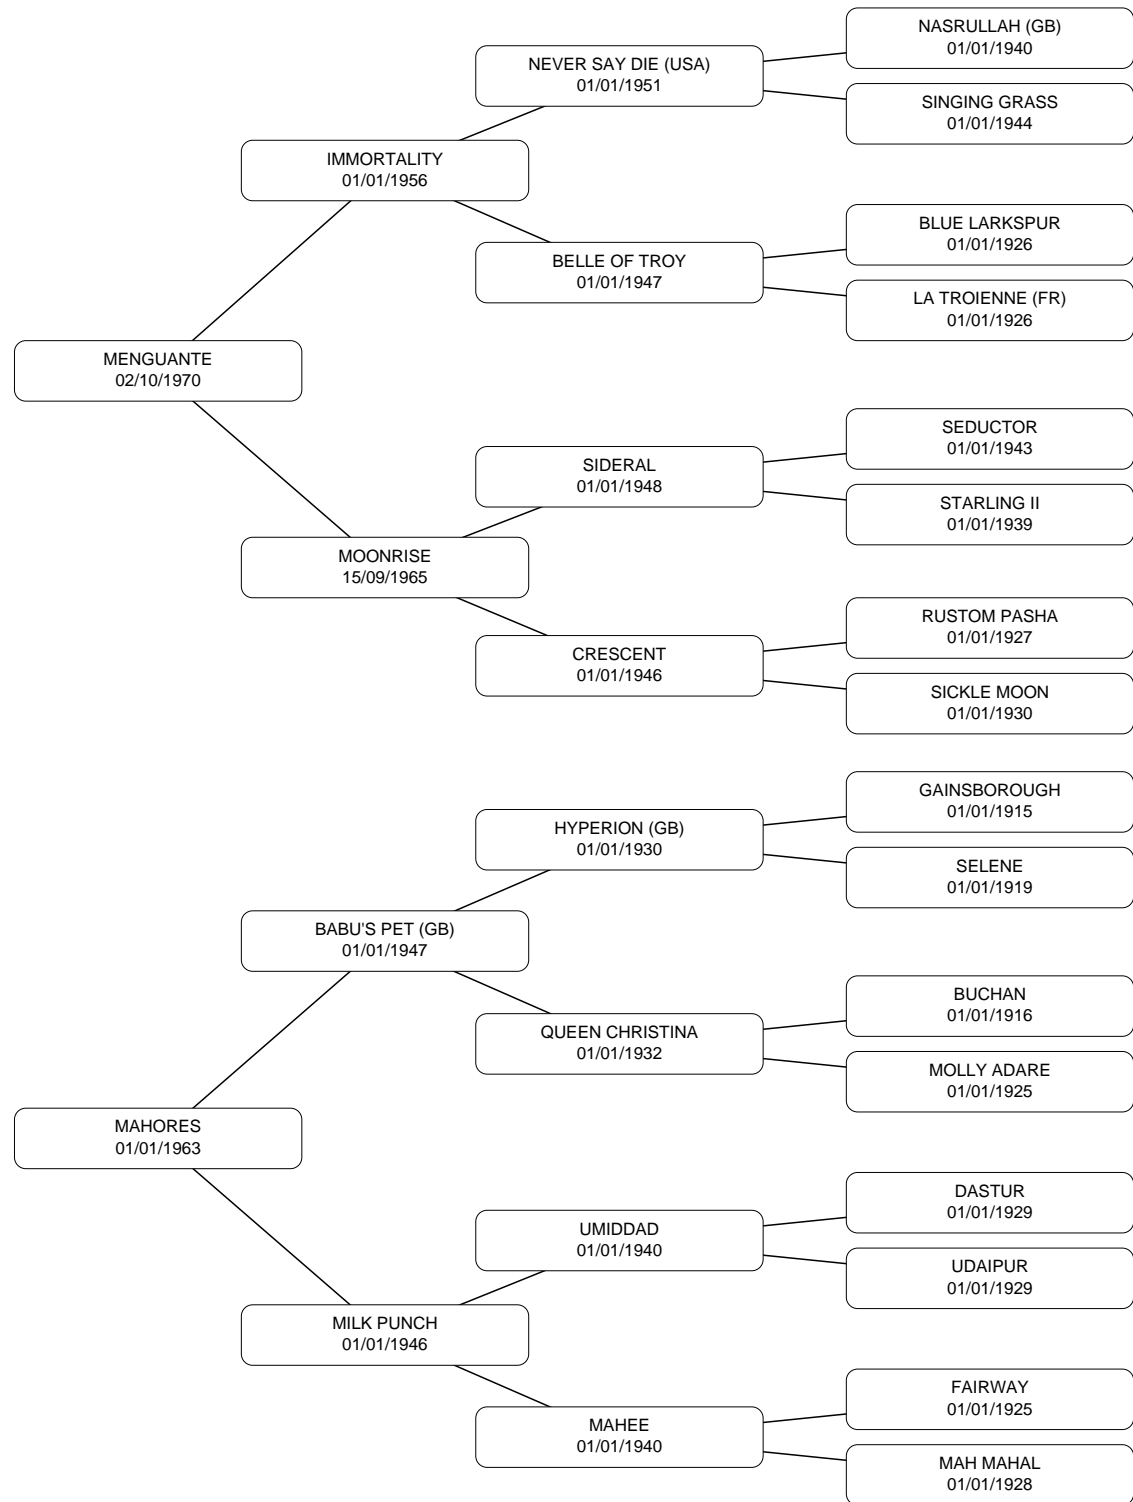 NASRULLAH (GB)
01/01/1940
NEVER SAY DIE (USA)
01/01/1951
SINGING GRASS
01/01/1944
IMMORTALITY
01/01/1956
BLUE LARKSPUR
01/01/1926
BELLE OF TROY
01/01/1947
LA TROIENNE (FR)
01/01/1926
MENGUANTE
02/10/1970
SEDUCTOR
01/01/1943
SIDERAL
01/01/1948
STARLING II
01/01/1939
MOONRISE
15/09/1965
RUSTOM PASHA
01/01/1927
CRESCENT
01/01/1946
SICKLE MOON
01/01/1930
GAINSBOROUGH
01/01/1915
HYPERION (GB)
01/01/1930
SELENE
01/01/1919
BABU'S PET (GB)
01/01/1947
BUCHAN
01/01/1916
QUEEN CHRISTINA
01/01/1932
MOLLY ADARE
01/01/1925
MAHORES
01/01/1963
DASTUR
01/01/1929
UMIDDAD
01/01/1940
UDAIPUR
01/01/1929
MILK PUNCH
01/01/1946
FAIRWAY
01/01/1925
MAHEE
01/01/1940
MAH MAHAL
01/01/1928